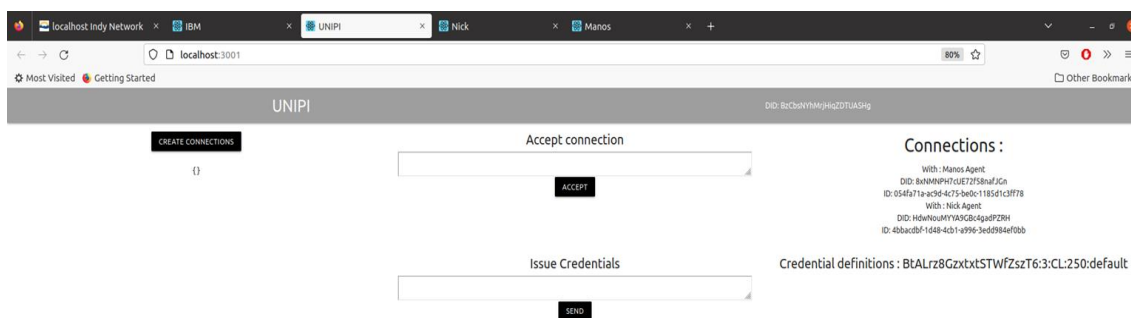 localhost Indy Network
IBM
UNIPI
Nick
Manos
localhost:3001
80%
Most Visited
Getting Started
Other Bookmark
UNIPI
DID: BzCbsNYhMrjHiqZDTUASHg
CREATE CONNECTIONS
{}
Accept connection
ACCEPT
Connections :
With : Manos Agent
DID: 8xNMNPH7cUE72f58nafJGn
ID: 054fa71a-ac9d-4c75-be0c-1185d1c3ff78
With : Nick Agent
DID: HdwNouMYYA9GBc4gadPZRH
ID: 4bbacdbf-1d48-4cb1-a996-3edd984ef0bb
Issue Credentials
SEND
Credential definitions : BtALrz8GzxtxtSTWfZszT6:3:CL:250:default